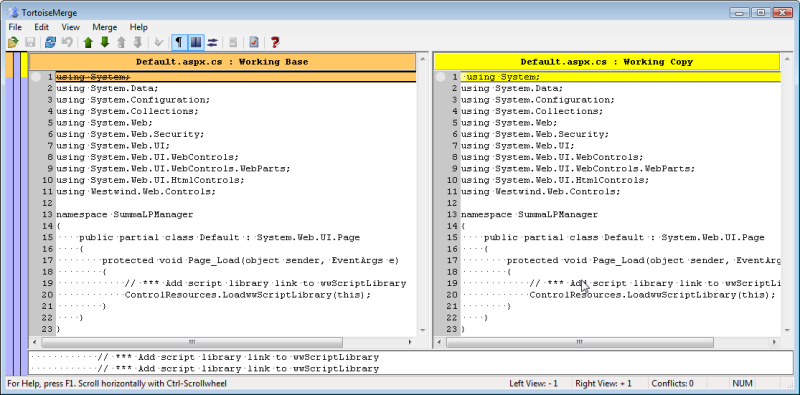 TortoiseMerge
File Edit View Merge Help
Default.aspx.cs : Working Base
1 using·System;
2 using·System.Data;
3 using·System.Configuration;
4 using·System.Collections;
5 using·System.Web;
6 using·System.Web.Security;
7 using·System.Web.UI;
8 using·System.Web.UI.WebControls;
9 using·System.Web.UI.WebControls.WebParts;
10 using·System.Web.UI.HtmlControls;
11 using·Westwind.Web.Controls;
12
13 namespace·SummaLPManager
14 {
15 ····public·partial·class·Default·:·System.Web.UI.Page
16 ····{
17 ········protected·void·Page_Load(object·sender,·EventArgs·e)
18 ········{
19 ············//·***·Add·script·library·link·to·wwScriptLibrary
20 ············ControlResources.LoadwwScriptLibrary(this);
21 ········}
22 ····}
23 }
Default.aspx.cs : Working Copy
1 ·using·System;
2 using·System.Data;
3 using·System.Configuration;
4 using·System.Collections;
5 using·System.Web;
6 using·System.Web.Security;
7 using·System.Web.UI;
8 using·System.Web.UI.WebControls;
9 using·System.Web.UI.WebControls.WebParts;
10 using·System.Web.UI.HtmlControls;
11 using·Westwind.Web.Controls;
12
13 namespace·SummaLPManager
14 {
15 ····public·partial·class·Default·:·System.Web.UI.Page
16 ····{
17 ········protected·void·Page_Load(object·sender,·EventArg
18 ········{
19 ············//·***·Add·script·library·link·to·wwScriptLi
20 ············ControlResources.LoadwwScriptLibrary(this);
21 ········}
22 ····}
23 }
············//·***·Add·script·library·link·to·wwScriptLibrary
············//·***·Add·script·library·link·to·wwScriptLibrary
For Help, press F1. Scroll horizontally with Ctrl-Scrollwheel Left View: - 1 Right View: + 1 Conflicts: 0 NUM